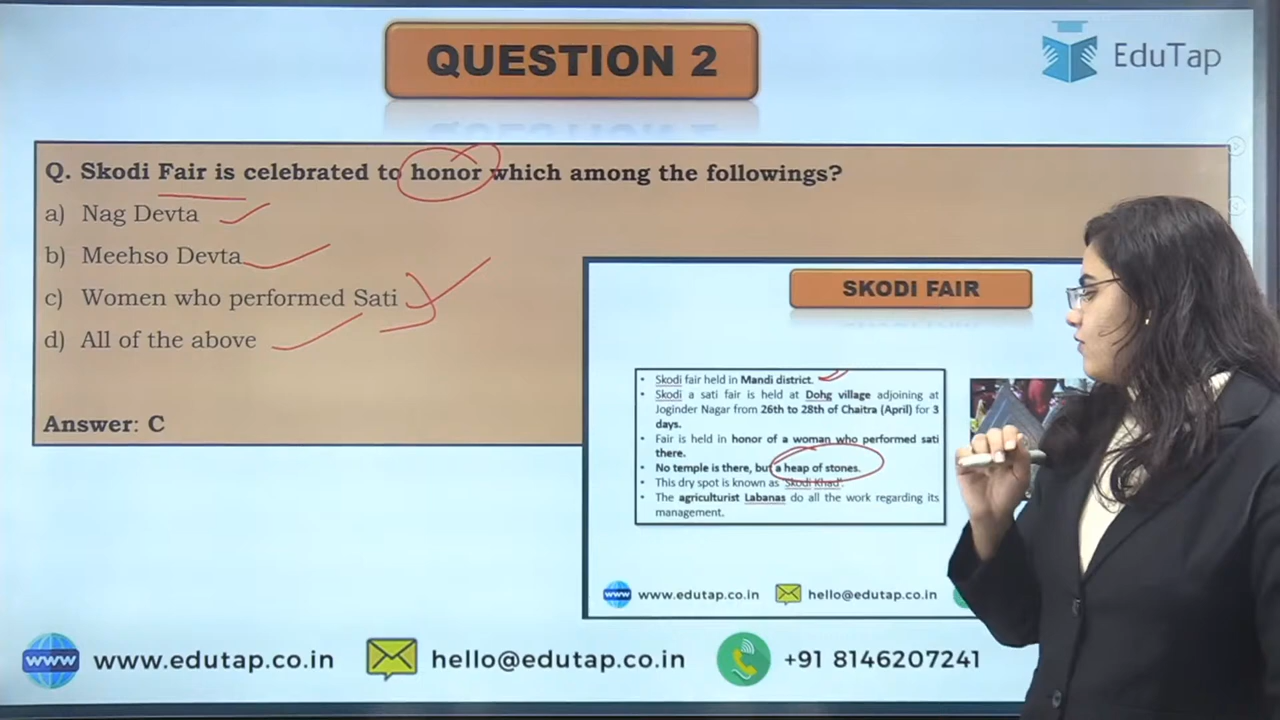 QUESTION 2
EduTap
Q. Skodi Fair is celebrated to honor which among the followings?
a) Nag Devta
b) Meehso Devta
c) Women who performed Sati
d) All of the above
Answer: C
SKODI FAIR
• Skodi fair held in Mandi district.
• Skodi a sati fair is held at Dohg village adjoining at
Joginder Nagar from 26th to 28th of Chaitra (April) for 3
days.
• Fair is held in honor of a woman who performed sati
there.
• No temple is there, but a heap of stones.
• This dry spot is known as 'Skodi Khad'.
• The agriculturist Labanas do all the work regarding its
management.
www www.edutap.co.in hello@edutap.co.in
www www.edutap.co.in hello@edutap.co.in +91 8146207241